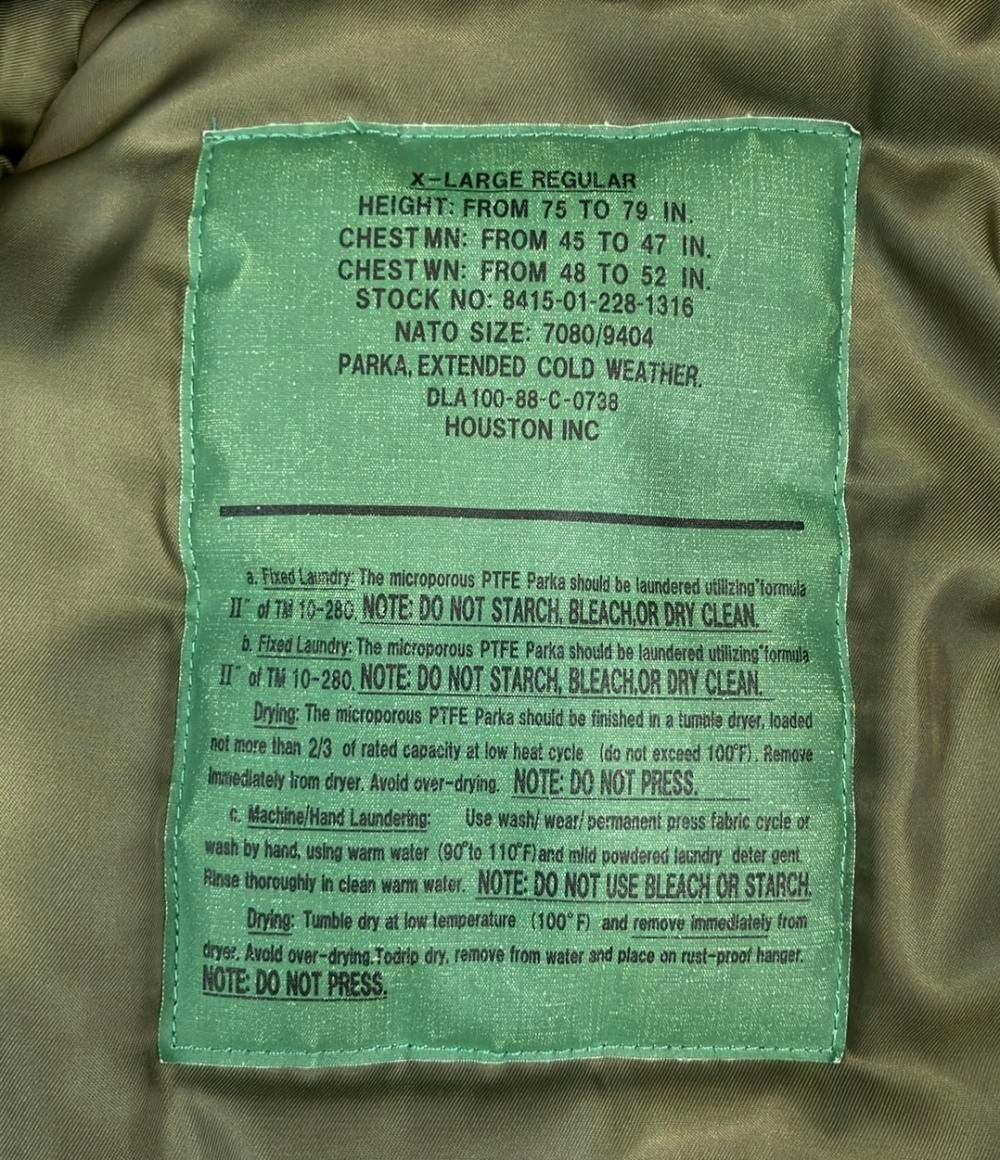 X-LARGE REGULAR
HEIGHT: FROM 75 TO 79. IN.
CHEST MN: FROM 45 TO 47 IN.
CHEST WN: FROM 48 TO 52 IN.
STOCK NO: 8415-01-228-1316
NATO SIZE: 7080/9404
PARKA, EXTENDED COLD WEATHER.
DLA100-88-C-0738
HOUSTON INC
a. Fixed Laundry: The microporous PTFE Parka should be laundered utilizing "formula
II" of TM 10-280. NOTE: DO NOT STARCH, BLEACH,OR DRY CLEAN.
b. Fixed Laundry: The microporous PTFE Parka should be laundered utilizing "formula
II" of TM 10-280. NOTE: DO NOT STARCH, BLEACH,OR DRY CLEAN.
Drying: The microporous PTFE Parka should be finished in a tumble dryer, loaded
not more than 2/3 of rated capacity at low heat cycle (do not exceed 100°F). Remove
immediately from dryer. Avoid over-drying. NOTE: DO NOT PRESS.
c. Machine/Hand Laundering: Use wash/ wear/ permanent press fabric cycle or
wash by hand, using warm water (90° to 110°F) and mild powdered laundry deter gent.
Rinse thoroughly in clean warm water. NOTE: DO NOT USE BLEACH OR STARCH.
Drying: Tumble dry at low temperature (100°F) and remove immediately from
dryer. Avoid over-drying.Todrip dry, remove from water and place on rust-proof hanger.
NOTE: DO NOT PRESS.